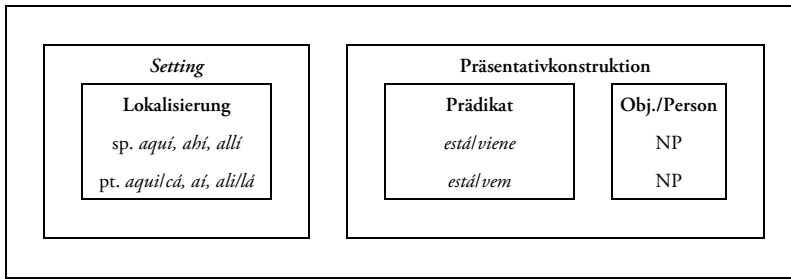 Setting
Lokalisierung
sp. aquí, ahí, allí
pt. aqui/cá, aí, ali/lá
Präsentativkonstruktion
Prädikat
está/viene
está/vem
Obj./Person
NP
NP